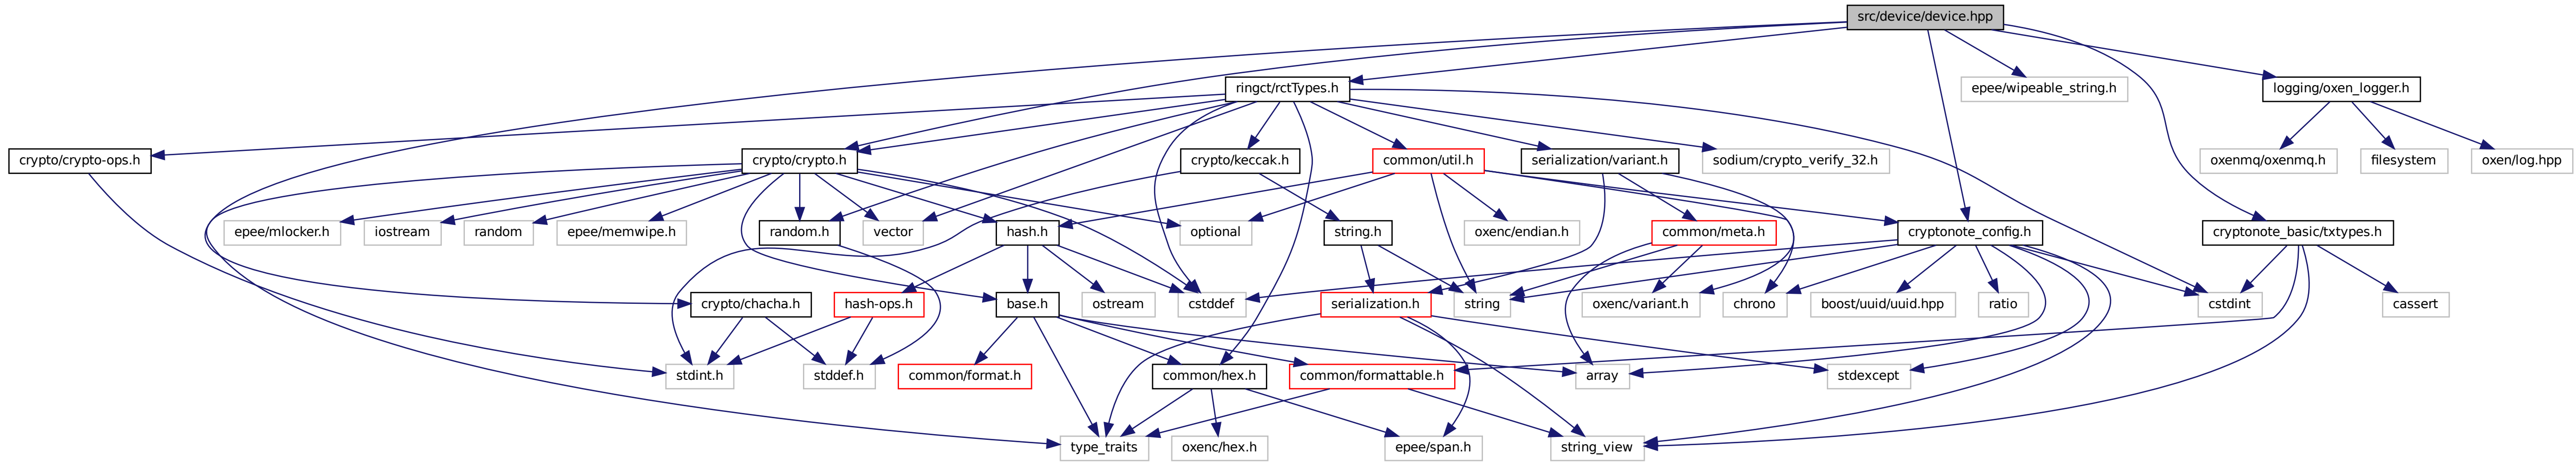 src/device/device.hpp
ringct/rctTypes.h
epee/wipeable_string.h
logging/oxen_logger.h
crypto/crypto-ops.h
crypto/crypto.h
crypto/keccak.h
common/util.h
serialization/variant.h
sodium/crypto_verify_32.h
oxenmq/oxenmq.h
filesystem
oxen/log.hpp
epee/mlocker.h
iostream
random
epee/memwipe.h
random.h
vector
hash.h
optional
string.h
oxenc/endian.h
common/meta.h
cryptonote_config.h
cryptonote_basic/txtypes.h
crypto/chacha.h
hash-ops.h
base.h
ostream
cstddef
serialization.h
string
oxenc/variant.h
chrono
boost/uuid/uuid.hpp
ratio
cstdint
cassert
stdint.h
stddef.h
common/format.h
common/hex.h
common/formattable.h
array
stdexcept
type_traits
oxenc/hex.h
epee/span.h
string_view